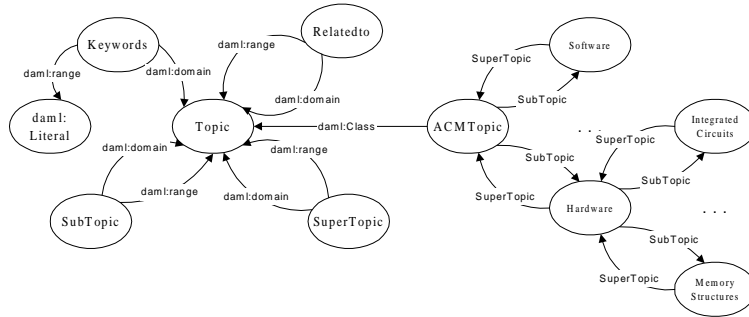 Keywords
Relatedto
Software
SuperTopic
daml:range
daml:domain
daml:range
daml:domain
SubTopic
daml:
Literal
Topic
daml:Class
ACMTopic
. . .
Integrated
Circuits
SuperTopic
daml:domain
daml:range
SubTopic
daml:range
daml:domain
SuperTopic
SubTopic
SubTopic
SuperTopic
Hardware
. . .
SubTopic
SuperTopic
Memory
Structures